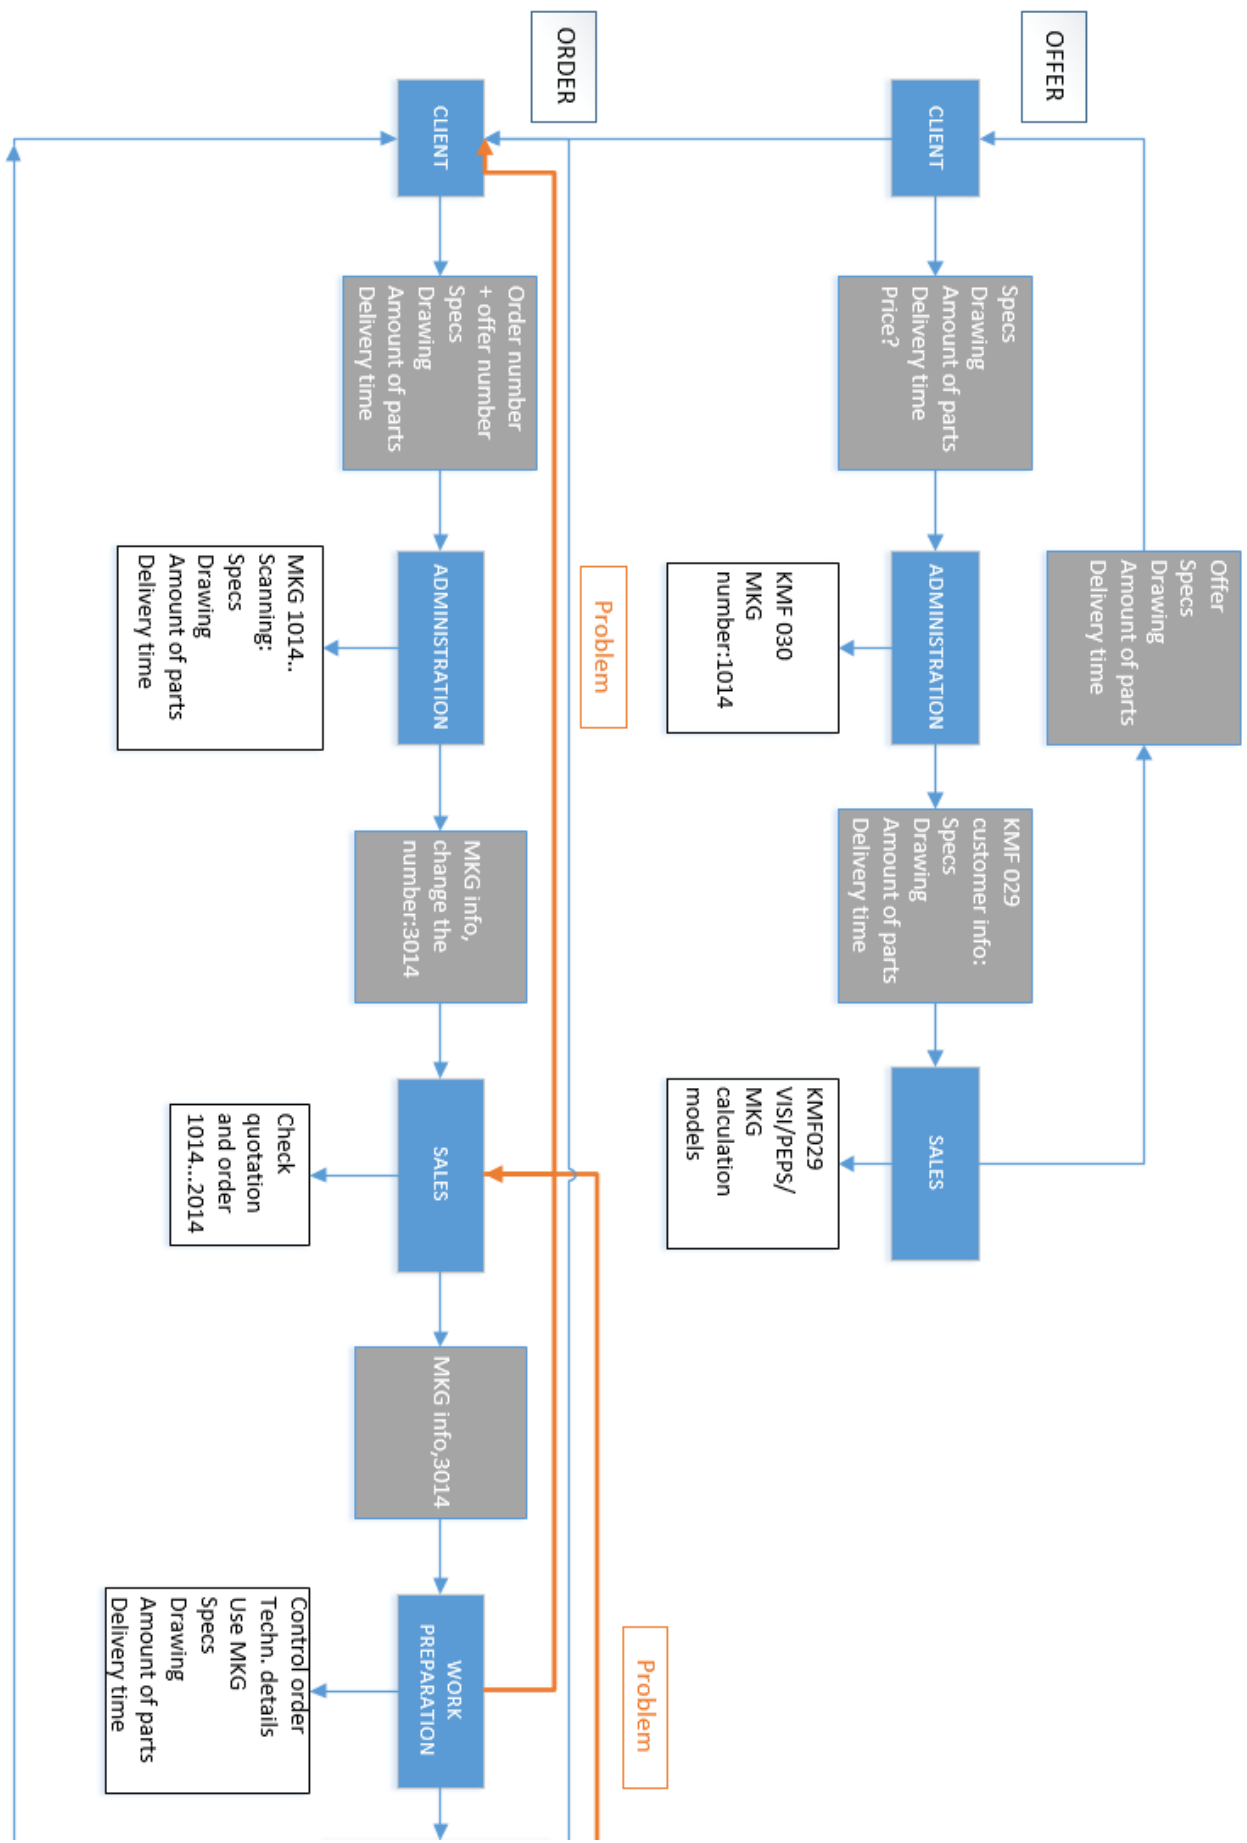 OFFER
Offer
Specs
Drawing
Amount of parts
Delivery time
CLIENT
Specs
Drawing
Amount of parts
Delivery time
Price?
ADMINISTRATION
KMF 029
customer info:
Specs
Drawing
Amount of parts
Delivery time
SALES
KMF 030
MKG
number:1014
KMF029
VISI/PEPS/
MKG
calculation
models
Problem
Problem
ORDER
CLIENT
Order number
+ offer number
Specs
Drawing
Amount of parts
Delivery time
ADMINISTRATION
MKG info,
change the
number:3014
SALES
MKG info,3014
WORK
PREPARATION
MKG 1014..
Scanning:
Specs
Drawing
Amount of parts
Delivery time
Check
quotation
and order
1014...2014
Control order
Techn. details
Use MKG
Specs
Drawing
Amount of parts
Delivery time